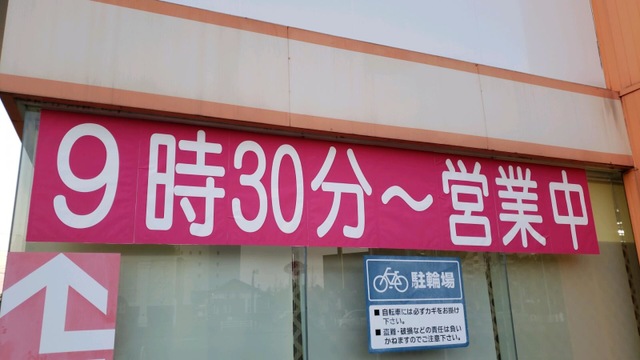 9時30分～営業中
駐輪場
■自転車には必ずカギをお掛け
下さい。
■盗難・破損などの責任は負い
かねますのでご注意下さい。